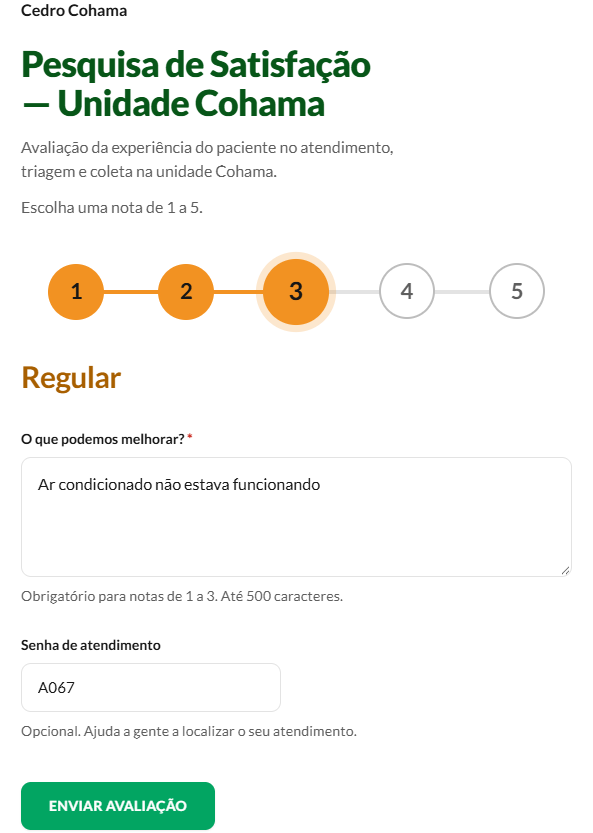 Cedro Cohama
Pesquisa de Satisfação
— Unidade Cohama
Avaliação da experiência do paciente no atendimento,
triagem e coleta na unidade Cohama.
Escolha uma nota de 1 a 5.
1 2 3 4 5
Regular
O que podemos melhorar? *
Ar condicionado não estava funcionando
Obrigatório para notas de 1 a 3. Até 500 caracteres.
Senha de atendimento
A067
Opcional. Ajuda a gente a localizar o seu atendimento.
ENVIAR AVALIAÇÃO